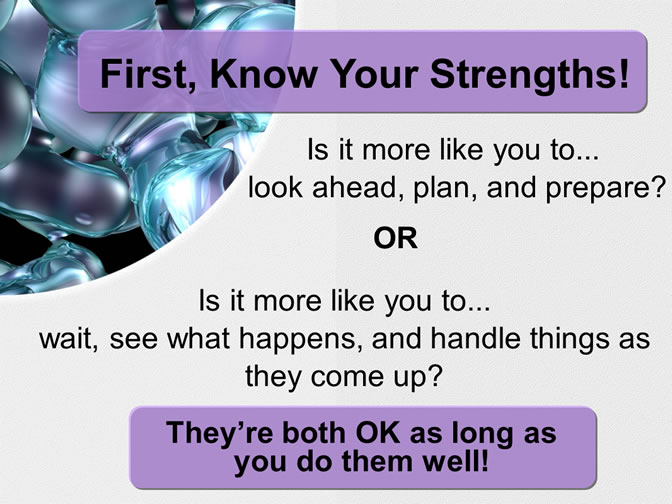 First, Know Your Strengths!
Is it more like you to...
look ahead, plan, and prepare?
OR
Is it more like you to...
wait, see what happens, and handle things as
they come up?
They’re both OK as long as
you do them well!